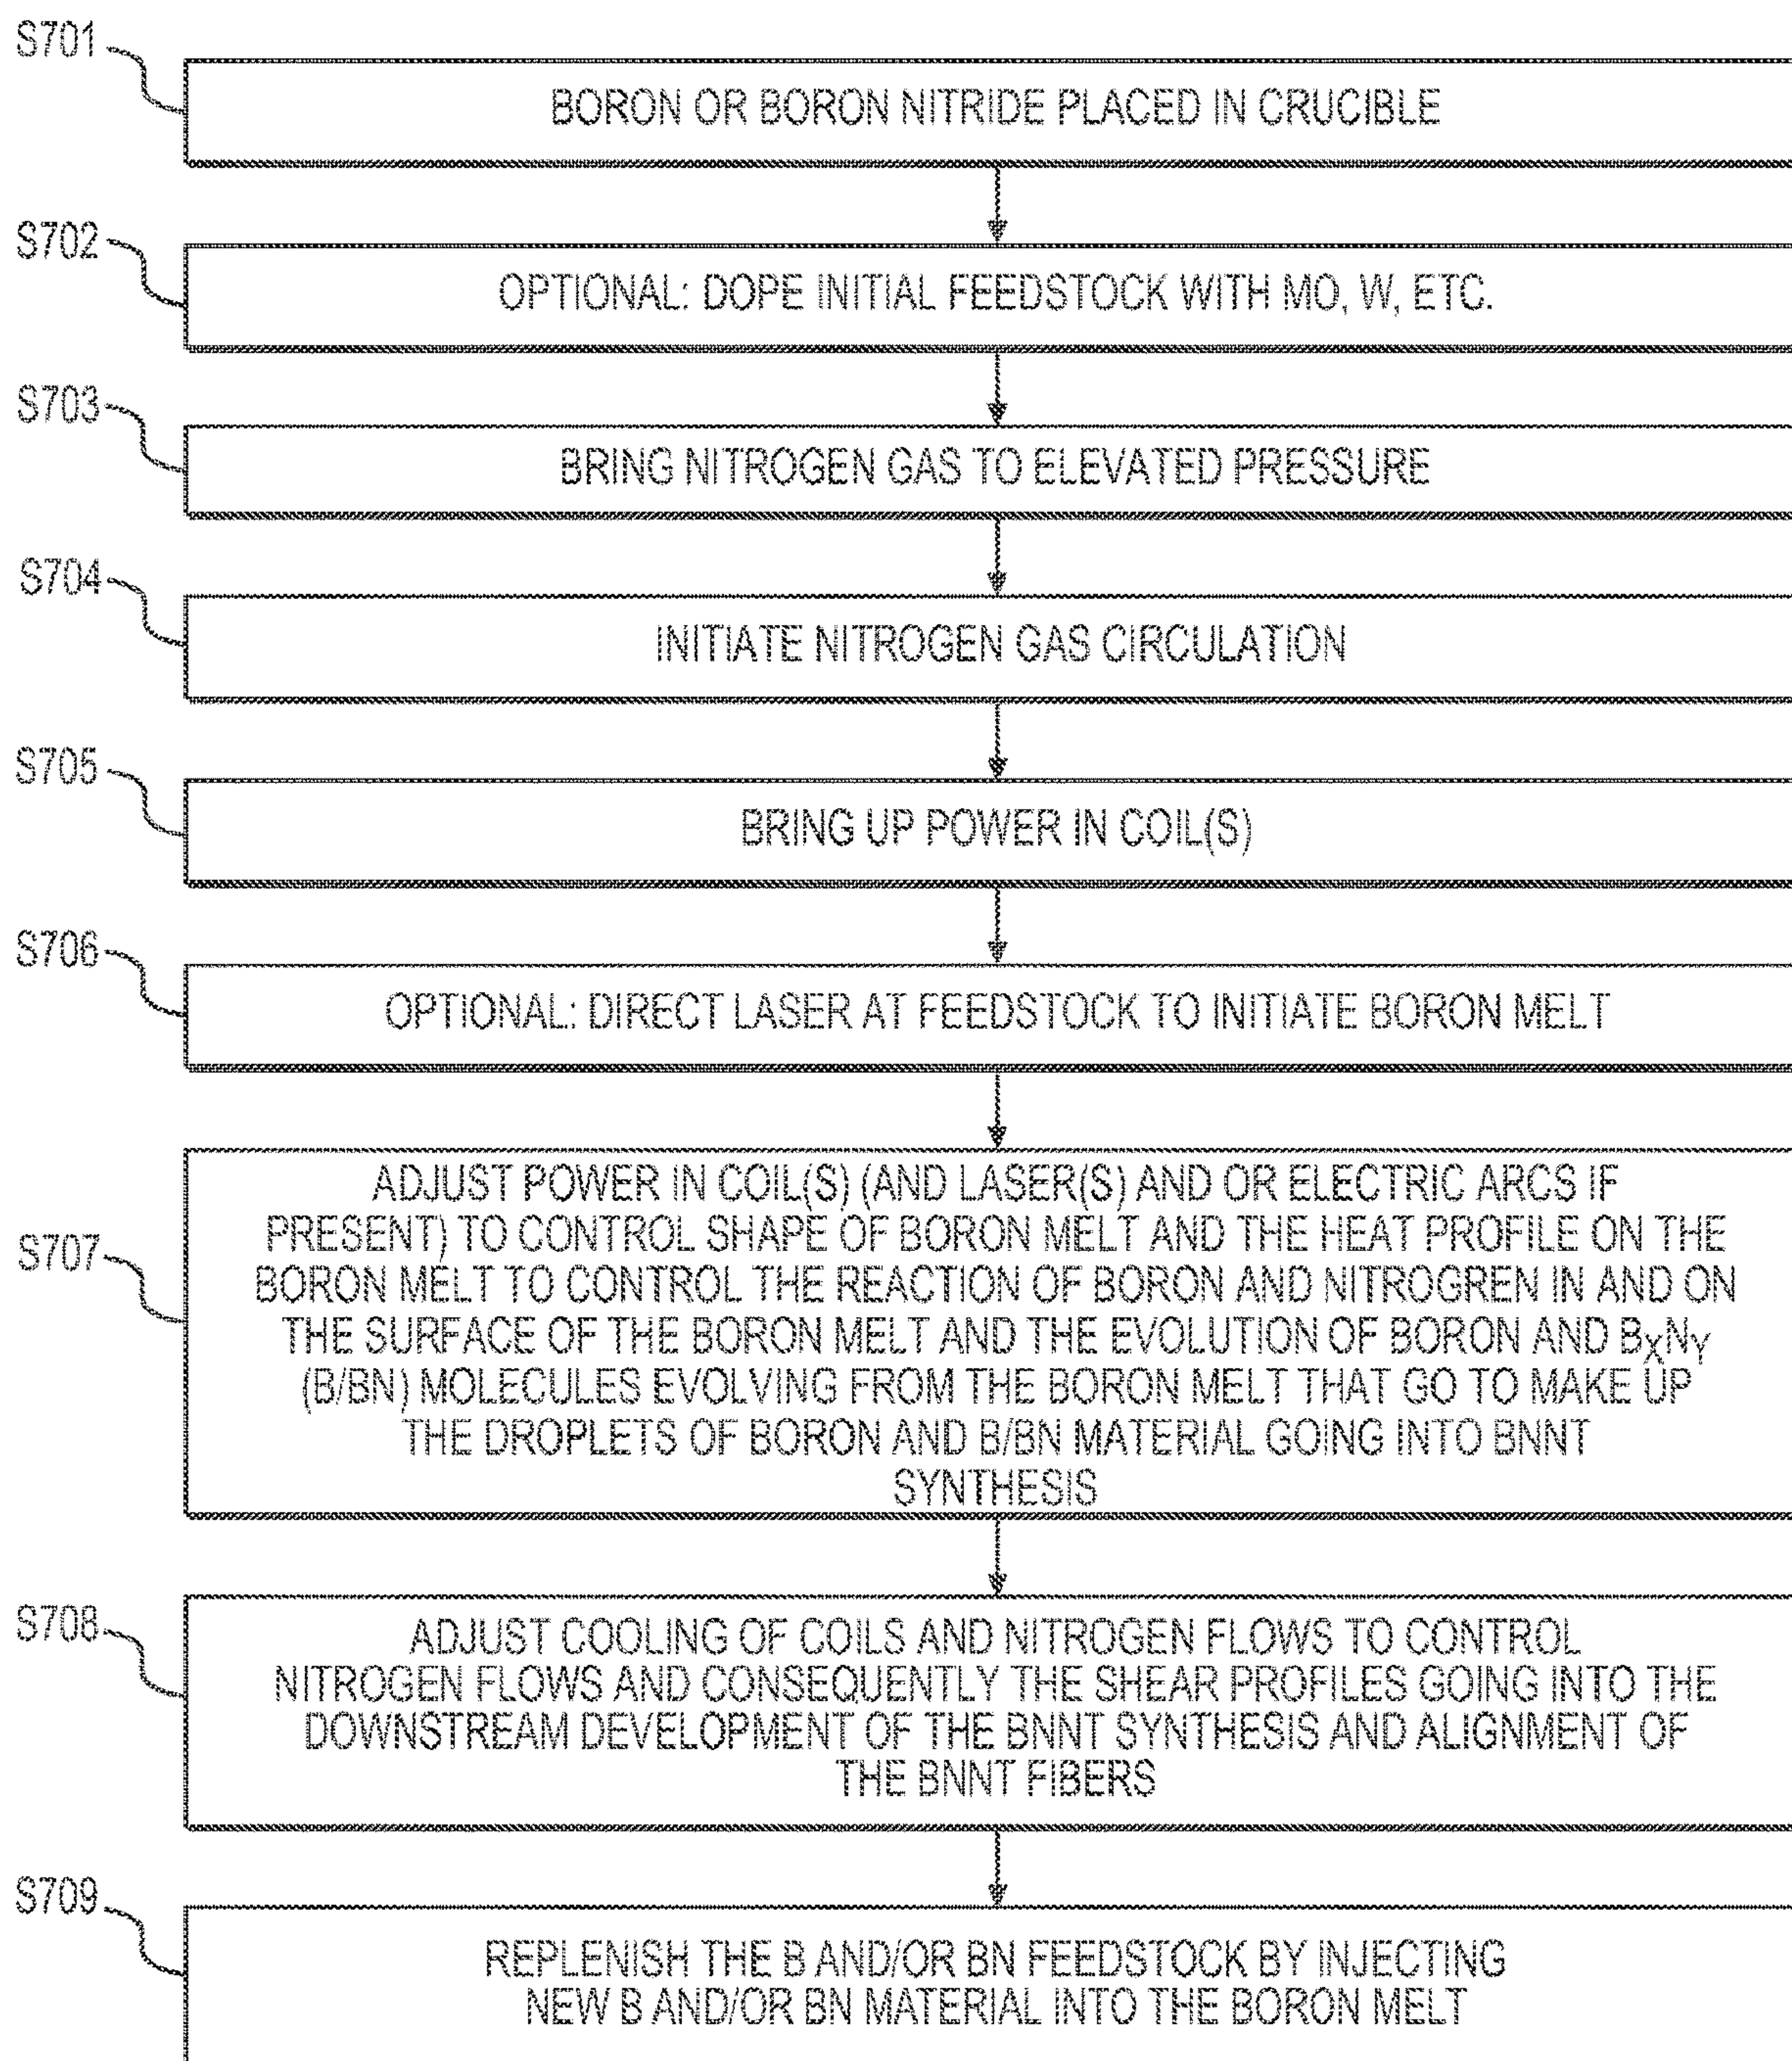 S701
BORON OR BORON NITRIDE PLACED IN CRUCIBLE
S702
OPTIONAL: DOPE INITIAL FEEDSTOCK WITH MO, W, ETC.
S703
BRING NITROGEN GAS TO ELEVATED PRESSURE
S704
INITIATE NITROGEN GAS CIRCULATION
S705
BRING UP POWER IN COIL(S)
S706
OPTIONAL: DIRECT LASER AT FEEDSTOCK TO INITIATE BORON MELT
S707
ADJUST POWER IN COIL(S) (AND LASER(S) AND OR ELECTRIC ARCS IF
PRESENT) TO CONTROL SHAPE OF BORON MELT AND THE HEAT PROFILE ON THE
BORON MELT TO CONTROL THE REACTION OF BORON AND NITROGREN IN AND ON
THE SURFACE OF THE BORON MELT AND THE EVOLUTION OF BORON AND BXNY
(B/BN) MOLECULES EVOLVING FROM THE BORON MELT THAT GO TO MAKE UP
THE DROPLETS OF BORON AND B/BN MATERIAL GOING INTO BNNT
SYNTHESIS
S708
ADJUST COOLING OF COILS AND NITROGEN FLOWS TO CONTROL
NITROGEN FLOWS AND CONSEQUENTLY THE SHEAR PROFILES GOING INTO THE
DOWNSTREAM DEVELOPMENT OF THE BNNT SYNTHESIS AND ALIGNMENT OF
THE BNNT FIBERS
S709
REPLENISH THE B AND/OR BN FEEDSTOCK BY INJECTING
NEW B AND/OR BN MATERIAL INTO THE BORON MELT